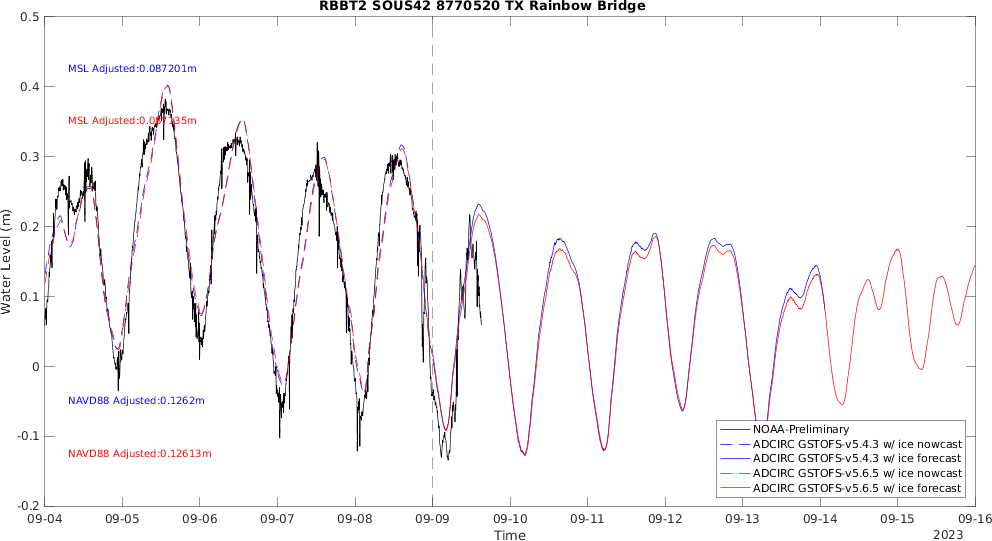 RBBT2 SOUS42 8770520 TX Rainbow Bridge
0.5
MSL Adjusted:0.087201m
0.4
MSL Adjusted:0.0
35m
0.3
0.2
Water Level (m)
0.1
0
NAVD88 Adjusted:0.1262m
-0.1
NAVD88 Adjusted:0.12613m
NOAA-Preliminary
ADCIRC GSTOFS-v5.4.3 w/ ice nowcast
ADCIRC GSTOFS-v5.4.3 w/ ice forecast
ADCIRC GSTOFS-v5.6.5 w/ ice nowcast
ADCIRC GSTOFS-v5.6.5 w/ ice forecast
-0.2
09-04 09-05 09-06 09-07 09-08 09-09 09-10 09-11 09-12 09-13 09-14 09-15 09-16
Time
2023